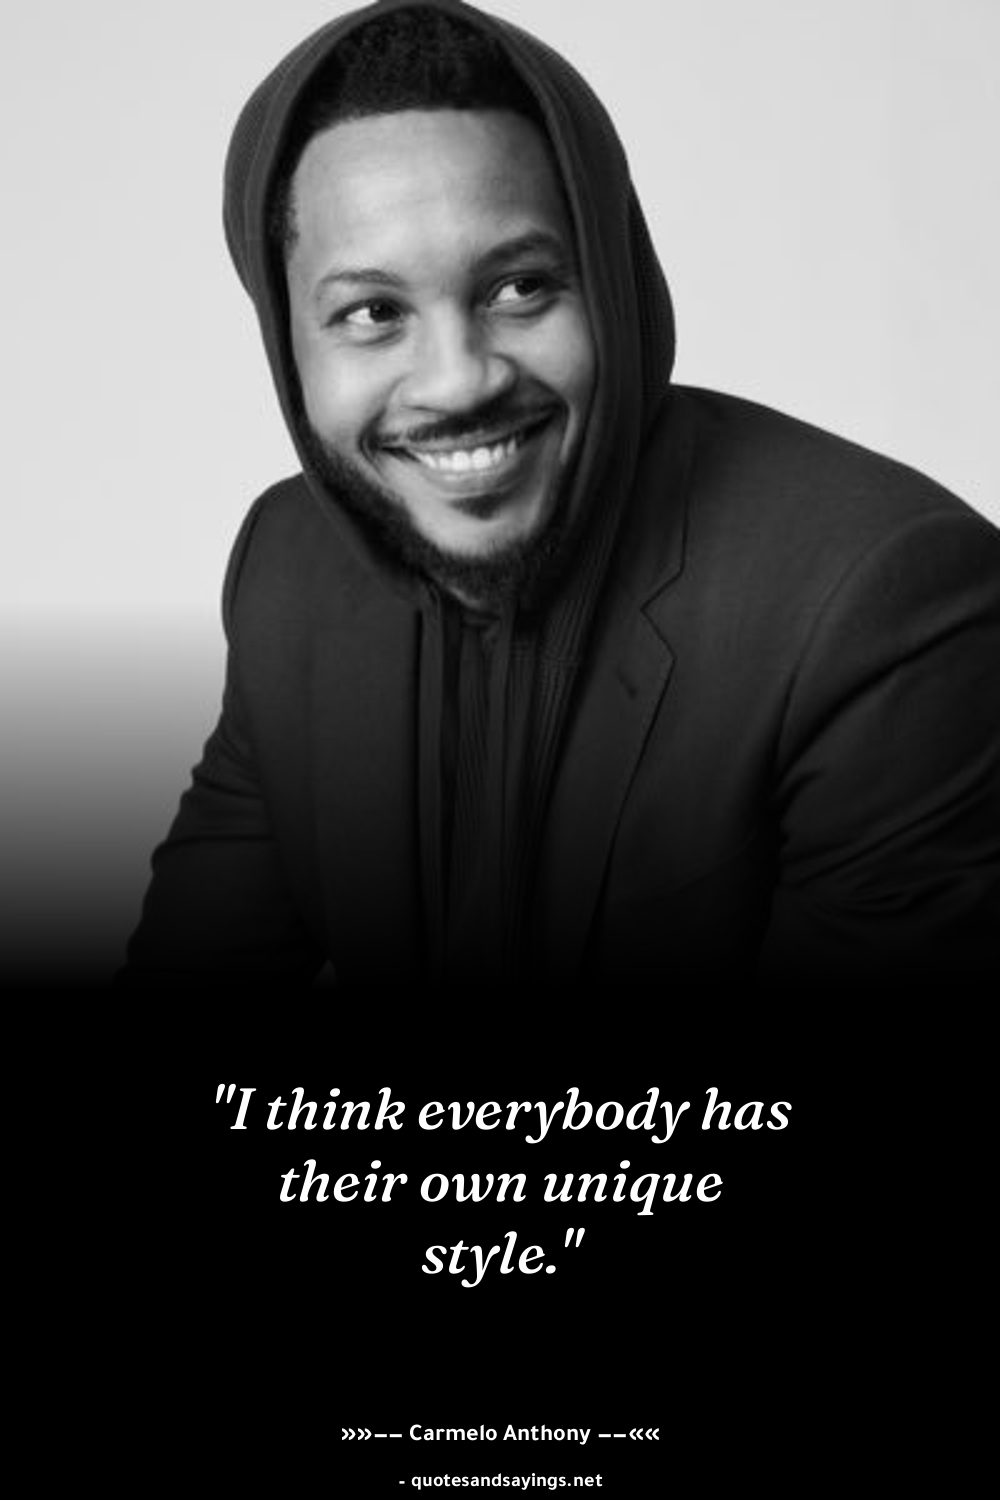 "I think everybody has
their own unique
style."
»»–– Carmelo Anthony ––««
- quotesandsayings.net